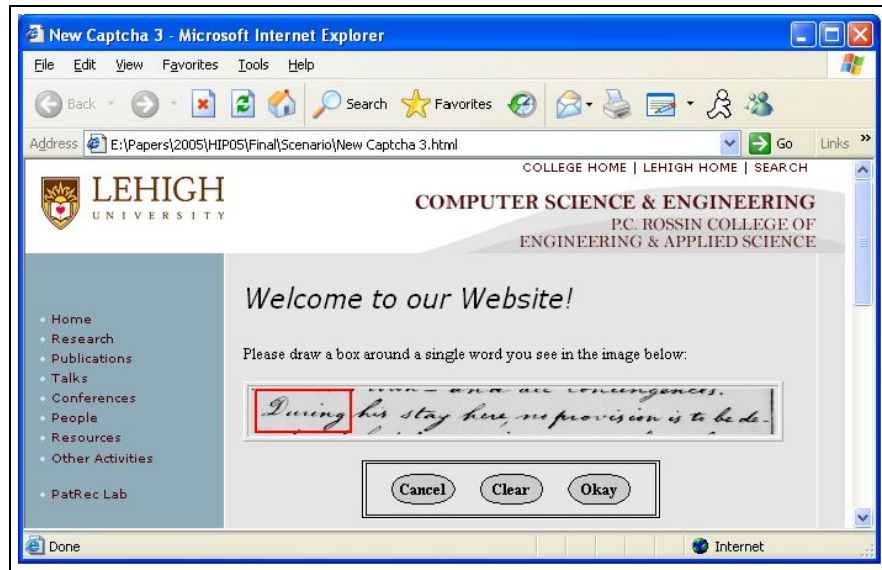 New Captcha 3 - Microsoft Internet Explorer
File Edit View Favorites Tools Help
Back Search Favorites
Address E:\Papers\2005\HIP05\Final\Scenario\New Captcha 3.html Go Links »
COLLEGE HOME | LEHIGH HOME | SEARCH
LEHIGH
UNIVERSITY
COMPUTER SCIENCE & ENGINEERING
P.C. ROSSIN COLLEGE OF
ENGINEERING & APPLIED SCIENCE
Home
Research
Publications
Talks
Conferences
People
Resources
Other Activities
PatRec Lab
Welcome to our Website!
Please draw a box around a single word you see in the image below:
and all contingences.
During his stay here, no provision is to be de-
Cancel Clear Okay
Done Internet